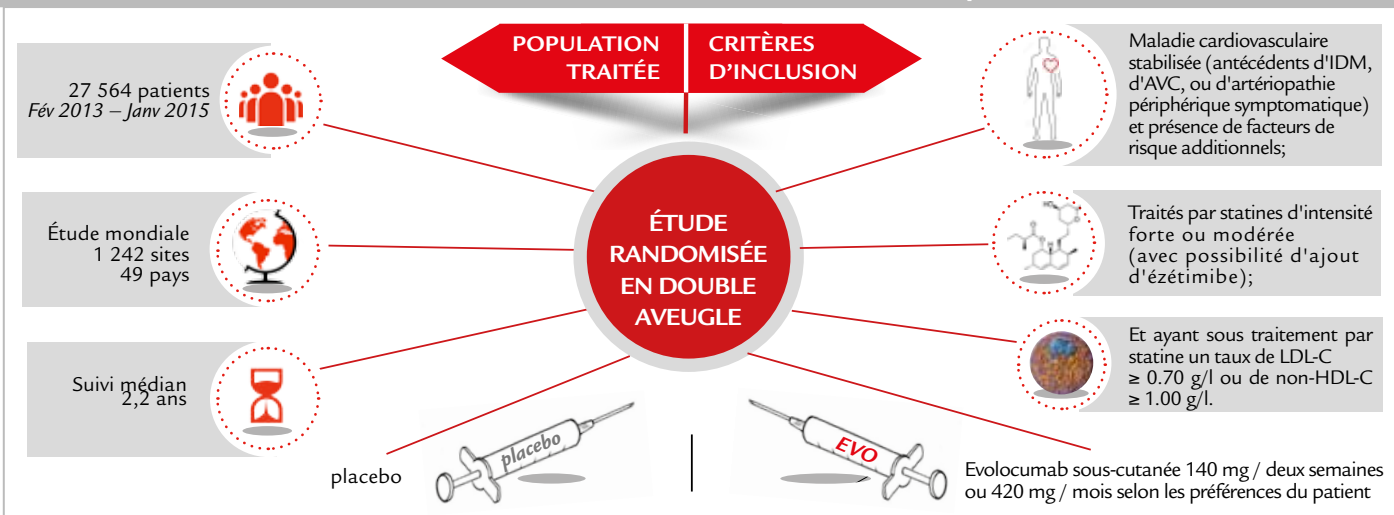 POPULATION
TRAITÉE
CRITÈRES
D'INCLUSION
27 564 patients
Fév 2013 – Janv 2015
Étude mondiale
1 242 sites
49 pays
Suivi médian
2,2 ans
ÉTUDE
RANDOMISÉE
EN DOUBLE
AVEUGLE
Maladie cardiovasculaire
stabilisée (antécédents d'IDM,
d'AVC, ou d'artériopathie
périphérique symptomatique)
et présence de facteurs de
risque additionnels;
Traités par statines d'intensité
forte ou modérée
(avec possibilité d'ajout
d'ézétimibe);
Et ayant sous traitement par
statine un taux de LDL-C
≥ 0.70 g/l ou de non-HDL-C
≥ 1.00 g/l.
placebo
placebo
EVO
Evolocumab sous-cutanée 140 mg / deux semaines
ou 420 mg / mois selon les préférences du patient